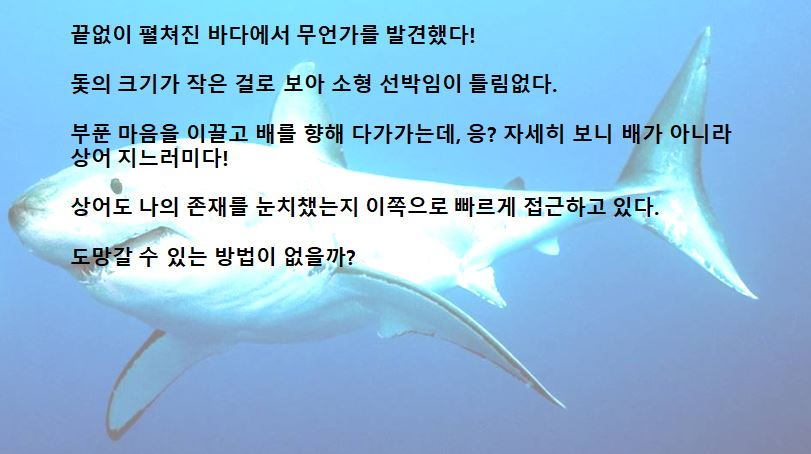 끝없이 펼쳐진 바다에서 무언가를 발견했다!
돛의 크기가 작은 걸로 보아 소형 선박임이 틀림없다.
부푼 마음을 이끌고 배를 향해 다가가는데, 응? 자세히 보니 배가 아니라
상어 지느러미다!
상어도 나의 존재를 눈치챘는지 이쪽으로 빠르게 접근하고 있다.
도망갈 수 있는 방법이 없을까?